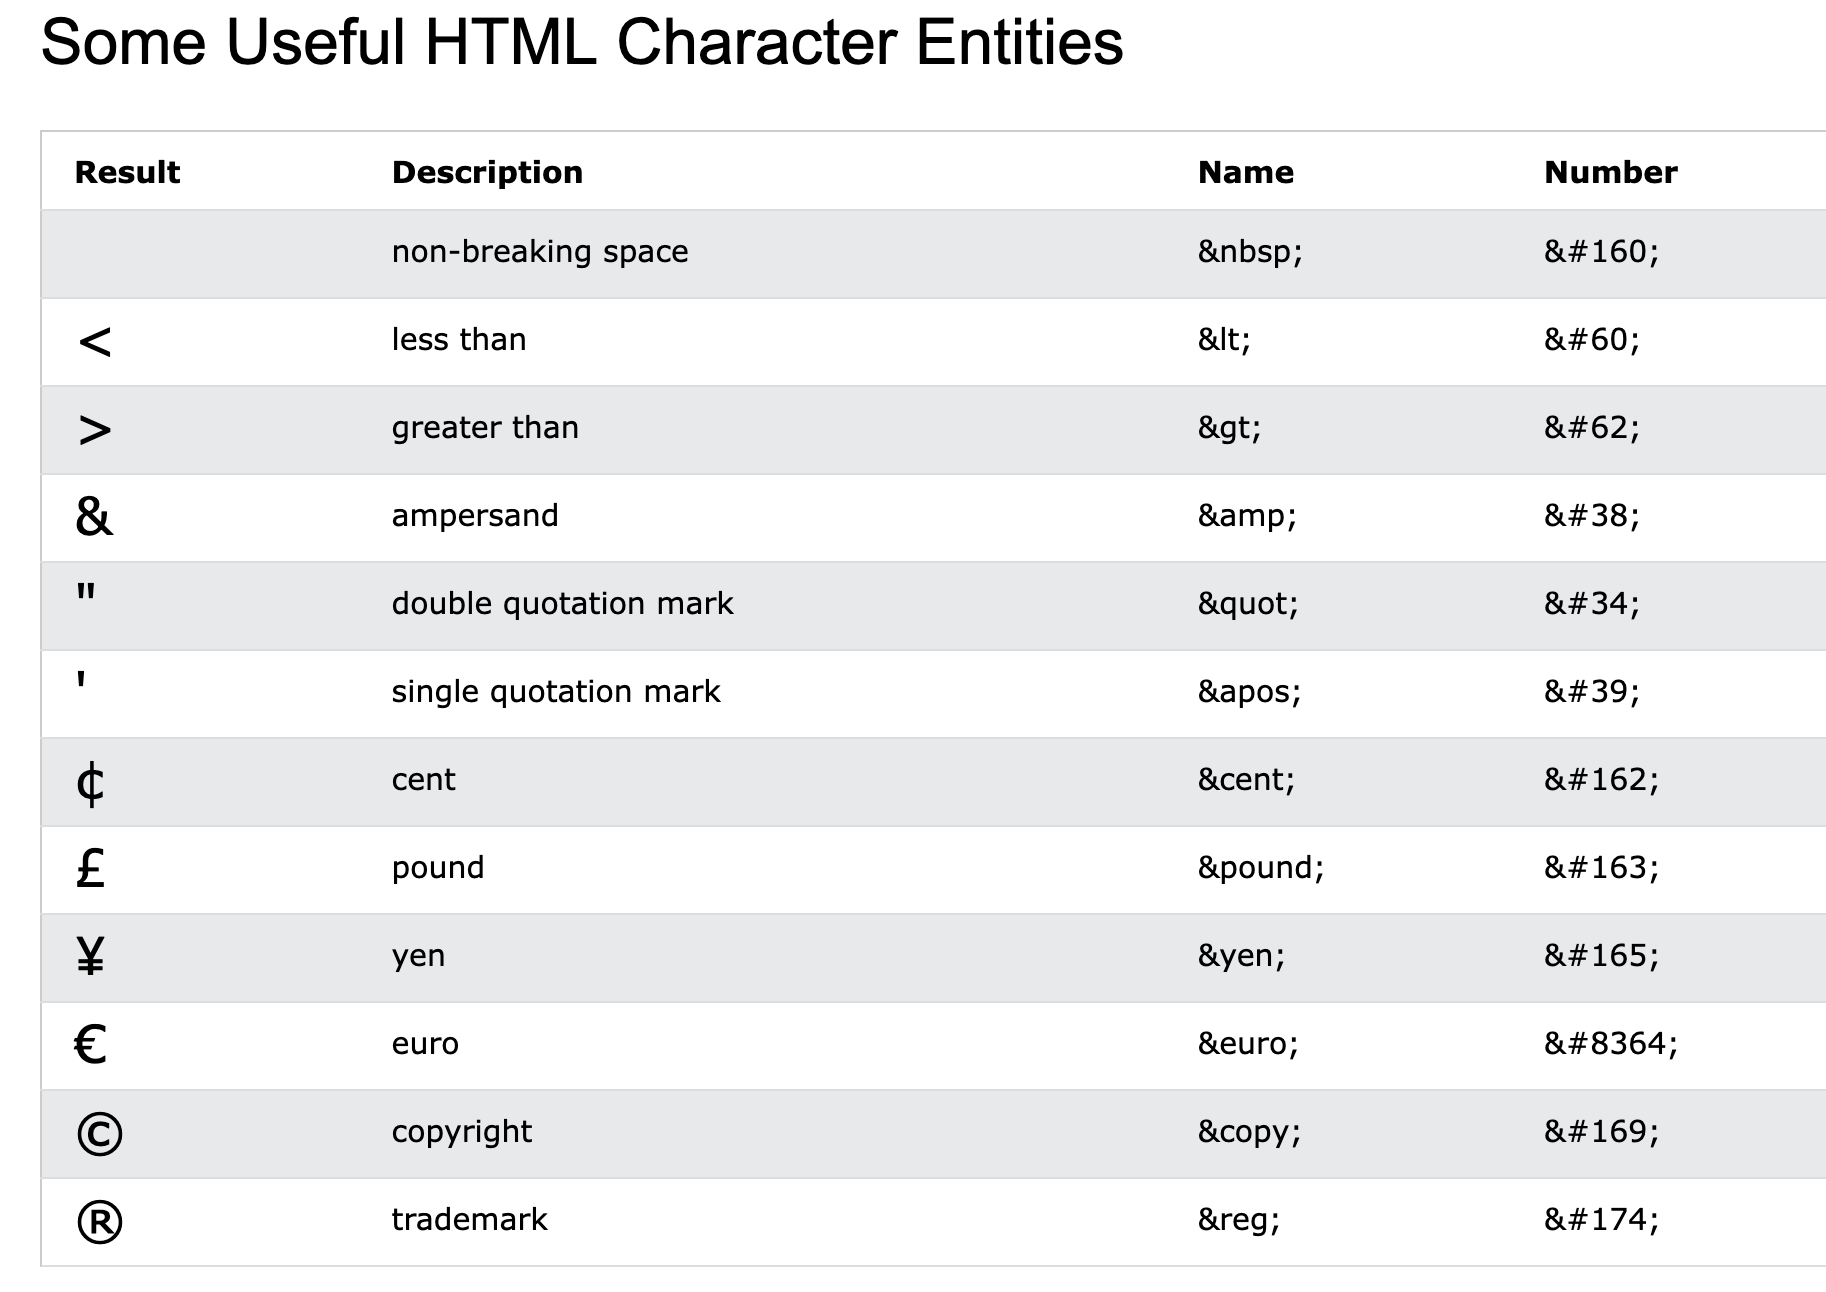 Some Useful HTML Character Entities
Result Description Name Number
non-breaking space &nbsp; &#160;
< less than &lt; &#60;
> greater than &gt; &#62;
& ampersand &amp; &#38;
" double quotation mark &quot; &#34;
' single quotation mark &apos; &#39;
¢ cent &cent; &#162;
£ pound &pound; &#163;
¥ yen &yen; &#165;
€ euro &euro; &#8364;
© copyright &copy; &#169;
® trademark &reg; &#174;